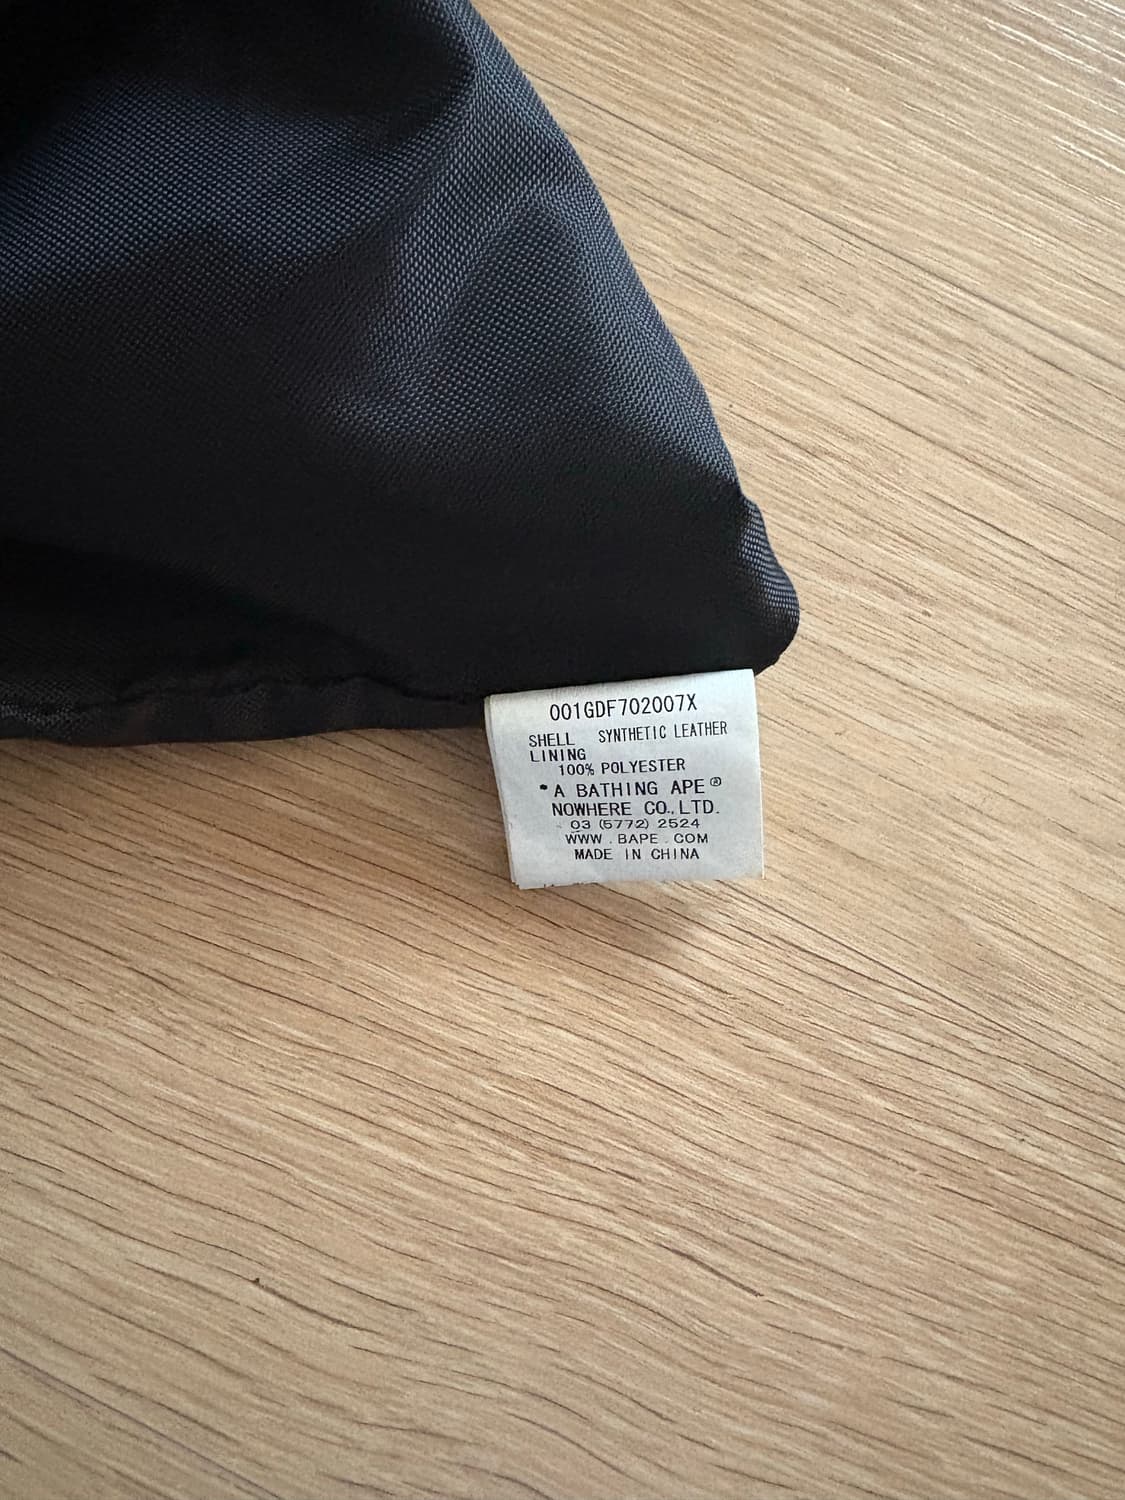 001GDF702007X
SHELL SYNTHETIC LEATHER
LINING
100% POLYESTER
A BATHING APE®
NOWHERE CO.,LTD.
03 (5772) 2524
WWW.BAPE.COM
MADE IN CHINA